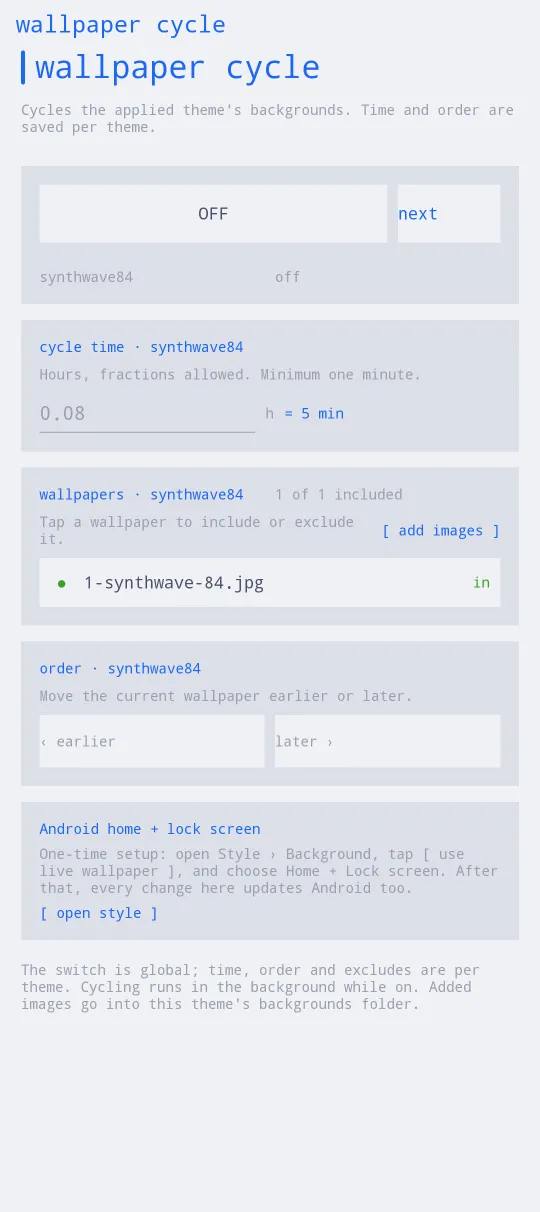 wallpaper cycle
wallpaper cycle
Cycles the applied theme's backgrounds. Time and order are
saved per theme.
OFF
next
synthwave84 off
cycle time · synthwave84
Hours, fractions allowed. Minimum one minute.
0.08 h = 5 min
wallpapers · synthwave84 1 of 1 included
Tap a wallpaper to include or exclude
it.
[ add images ]
● 1-synthwave-84.jpg in
order · synthwave84
Move the current wallpaper earlier or later.
‹ earlier
later ›
Android home + lock screen
One-time setup: open Style › Background, tap [ use
live wallpaper ], and choose Home + Lock screen. After
that, every change here updates Android too.
[ open style ]
The switch is global; time, order and excludes are per
theme. Cycling runs in the background while on. Added
images go into this theme's backgrounds folder.